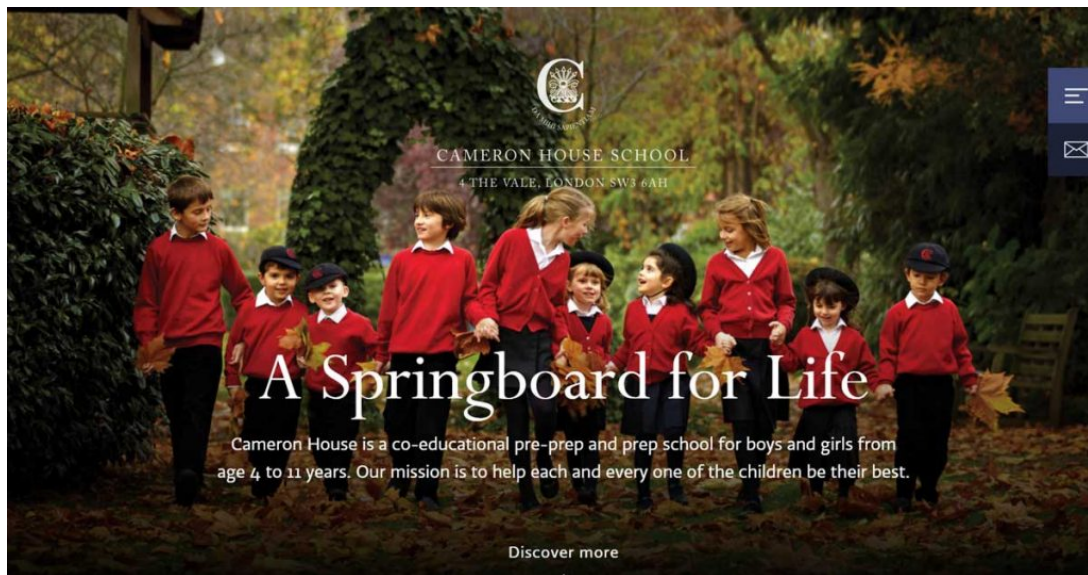 C
CAMERON HOUSE SCHOOL
4 THE VALE, LONDON SW3 6AH
A Springboard for Life
Cameron House is a co-educational pre-prep and prep school for boys and girls from
age 4 to 11 years. Our mission is to help each and every one of the children be their best.
Discover more